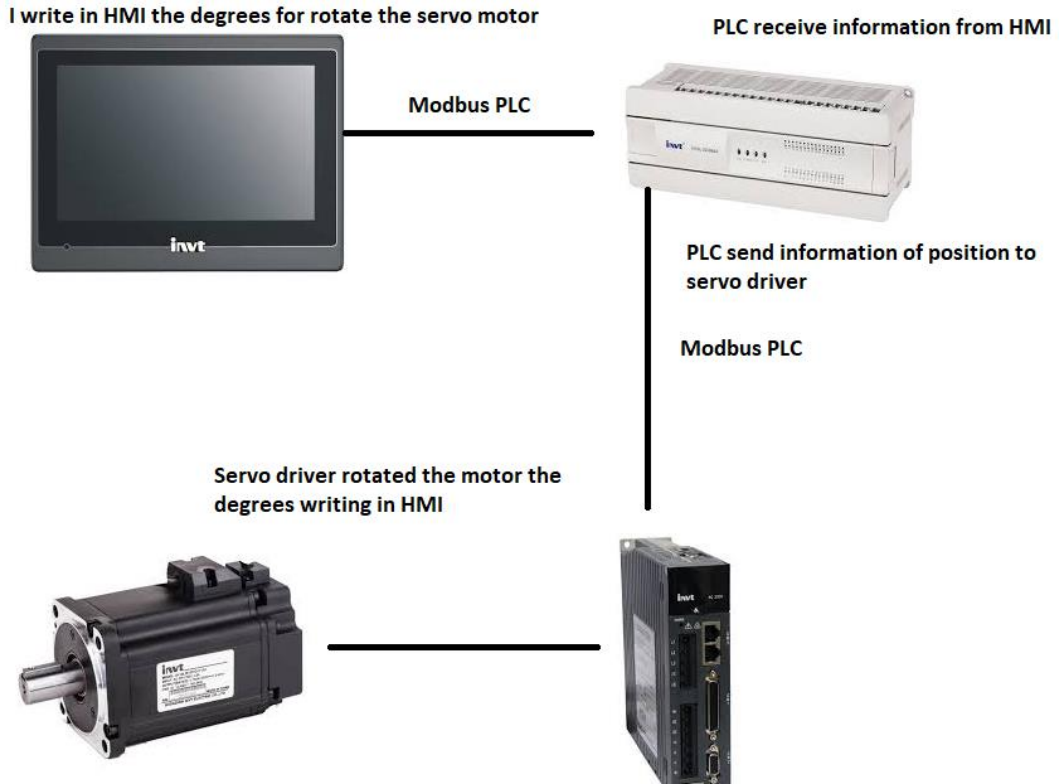 I write in HMI the degrees for rotate the servo motor
PLC receive information from HMI
Modbus PLC
invt
invt
PLC send information of position to
servo driver
Modbus PLC
Servo driver rotated the motor the
degrees writing in HMI
invt
invt